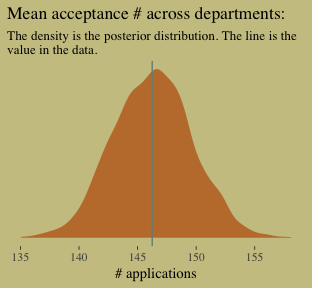 Mean acceptance # across departments:
The density is the posterior distribution. The line is the
value in the data.
135 140 145 150 155
# applications